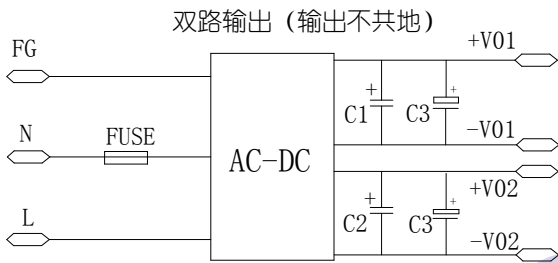 双路输出（输出不共地）
FG
N
FUSE
L
AC-DC
+
C1
+
C3
+V01
-V01
+
C2
+
C3
+V02
-V02